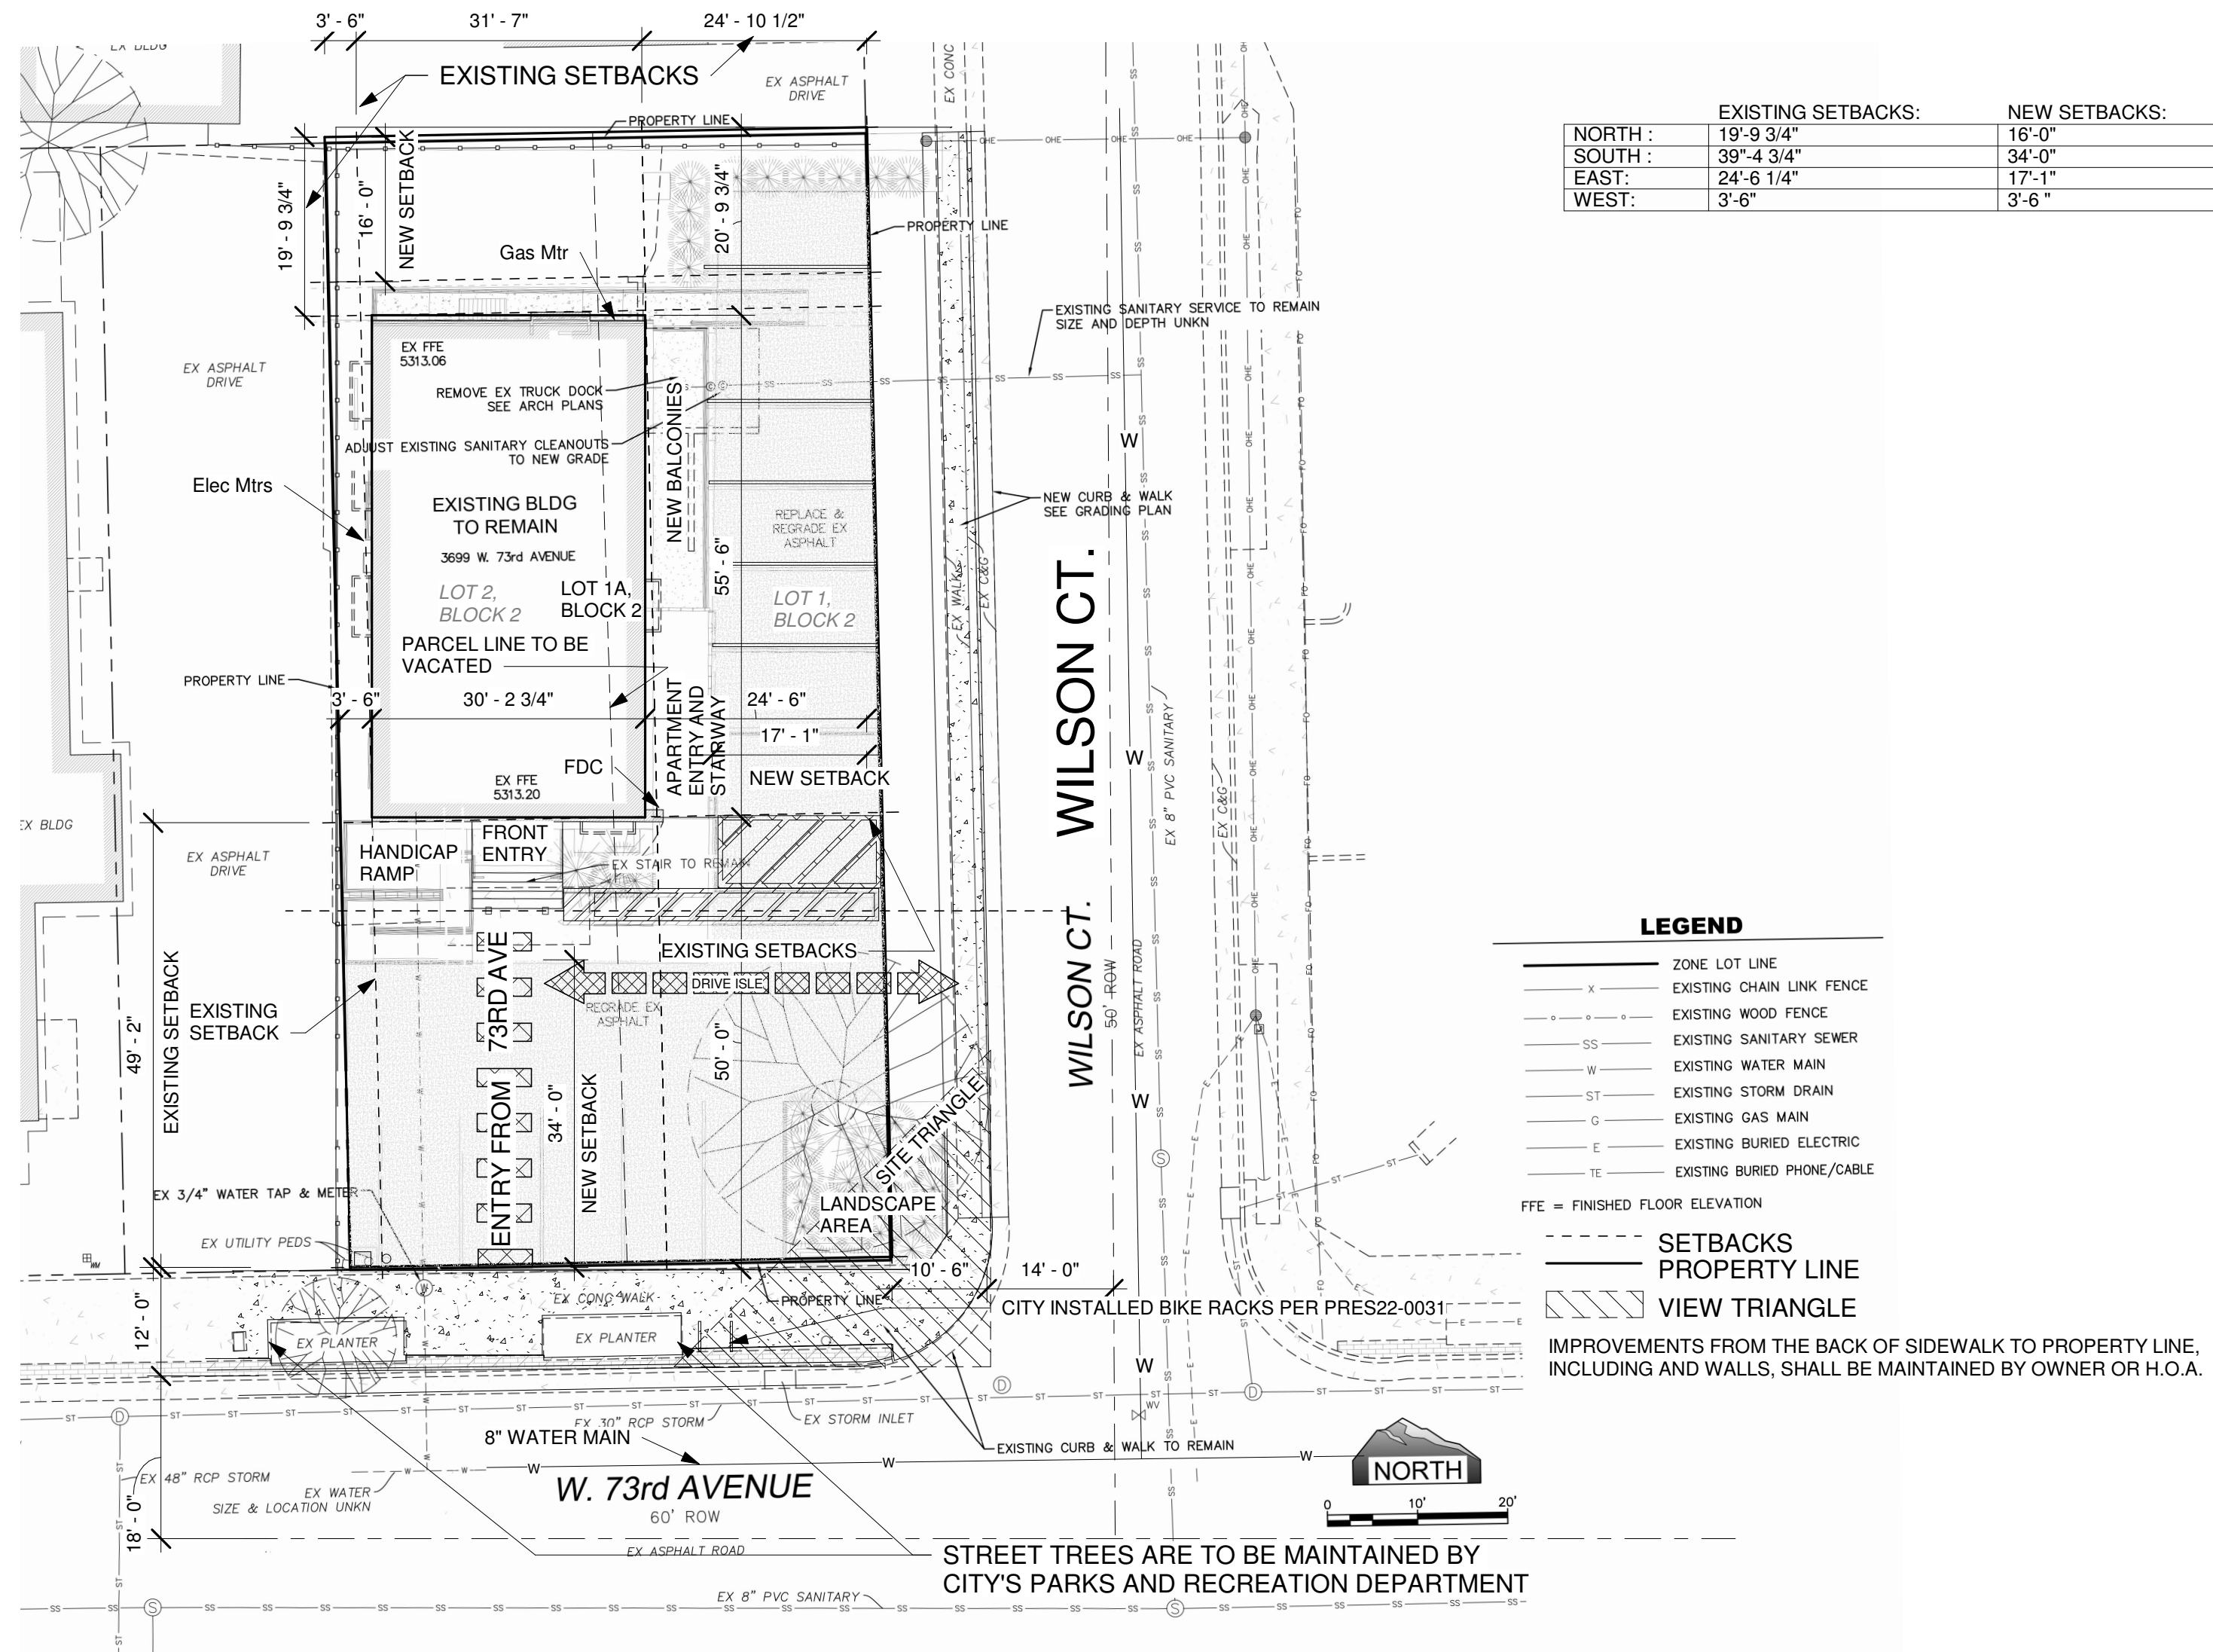 3' - 6"
31' - 7"
24' - 10 1/2"
EX BLDG
EXISTING SETBACKS
EX ASPHALT
DRIVE
EX CONC
PROPERTY LINE
EXISTING SETBACKS:
NEW SETBACKS:
NORTH :
19'-9 3/4"
16'-0"
SOUTH :
39"-4 3/4"
34'-0"
EAST:
24'-6 1/4"
17'-1"
WEST:
3'-6"
3'-6 "
19' - 9 3/4"
16' - 0"
NEW SETBACK
20' - 9 3/4"
PROPERTY LINE
Gas Mtr
EXISTING SANITARY SERVICE TO REMAIN
SIZE AND DEPTH UNKN
EX FFE
5313.06
EX ASPHALT
DRIVE
REMOVE EX TRUCK DOCK
SEE ARCH PLANS
NEW BALCONIES
ADJUST EXISTING SANITARY CLEANOUTS
TO NEW GRADE
Elec Mtrs
EXISTING BLDG
TO REMAIN
3699 W. 73rd AVENUE
REPLACE &
REGRADE EX
ASPHALT
NEW CURB & WALK
SEE GRADING PLAN
55' - 6"
LOT 2,
BLOCK 2
LOT 1A,
BLOCK 2
LOT 1,
BLOCK 2
EX WALK
EX C&G
WILSON CT.
PARCEL LINE TO BE
VACATED
PROPERTY LINE
3' - 6"
30' - 2 3/4"
24' - 6"
17' - 1"
NEW SETBACK
APARTMENT
ENTRY AND
STAIRWAY
FDC
EX FFE
5313.20
EX 8" PVC SANITARY
EX C&G
EX BLDG
EX ASPHALT
DRIVE
HANDICAP
RAMP
FRONT
ENTRY
EX STAIR TO REMAIN
EXISTING SETBACKS
DRIVE ISLE
REGRADE EX
ASPHALT
ENTRY FROM 73RD AVE
EXISTING
SETBACK
49' - 2"
EXISTING SETBACK
34' - 0"
NEW SETBACK
50' - 0"
WILSON CT.
50' ROW
EX ASPHALT ROAD
SITE TRIANGLE
LANDSCAPE
AREA
EX 3/4" WATER TAP & METER
EX UTILITY PEDS
WM
LEGEND
ZONE LOT LINE
X
EXISTING CHAIN LINK FENCE
EXISTING WOOD FENCE
SS
EXISTING SANITARY SEWER
W
EXISTING WATER MAIN
ST
EXISTING STORM DRAIN
G
EXISTING GAS MAIN
E
EXISTING BURIED ELECTRIC
TE
EXISTING BURIED PHONE/CABLE
FFE = FINISHED FLOOR ELEVATION
SETBACKS
PROPERTY LINE
VIEW TRIANGLE
IMPROVEMENTS FROM THE BACK OF SIDEWALK TO PROPERTY LINE,
INCLUDING AND WALLS, SHALL BE MAINTAINED BY OWNER OR H.O.A.
10' - 6"
14' - 0"
EX CONC WALK
PROPERTY LINE
CITY INSTALLED BIKE RACKS PER PRES22-0031
12' - 0"
EX PLANTER
EX PLANTER
EX 30" RCP STORM
EX STORM INLET
WV
8" WATER MAIN
EXISTING CURB & WALK TO REMAIN
EX 48" RCP STORM
EX WATER
SIZE & LOCATION UNKN
18' - 0"
W. 73rd AVENUE
60' ROW
NORTH
0
10'
20'
EX ASPHALT ROAD
STREET TREES ARE TO BE MAINTAINED BY
CITY'S PARKS AND RECREATION DEPARTMENT
EX 8" PVC SANITARY